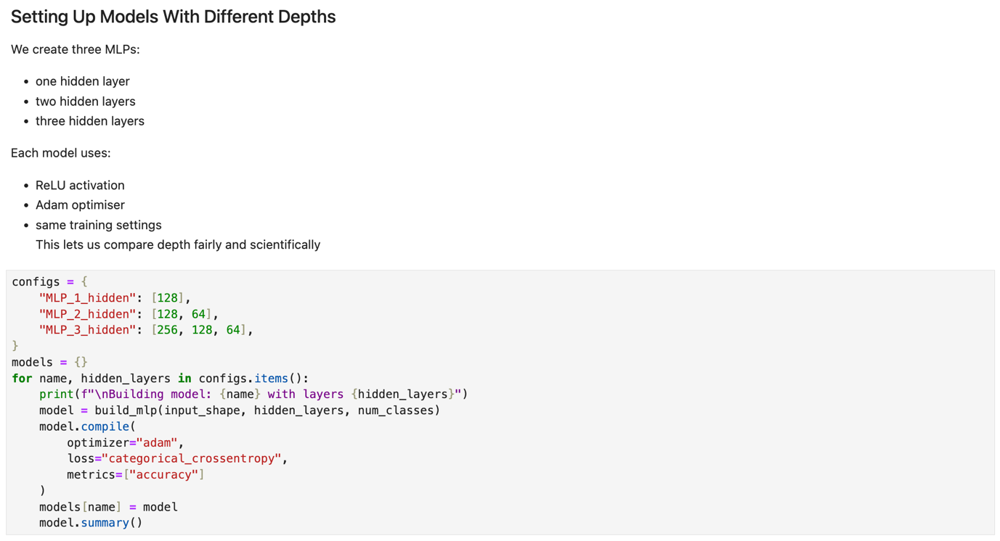 Setting Up Models With Different Depths
We create three MLPs:
• one hidden layer
• two hidden layers
• three hidden layers
Each model uses:
• ReLU activation
• Adam optimiser
• same training settings
This lets us compare depth fairly and scientifically
configs = {
    "MLP_1_hidden": [128],
    "MLP_2_hidden": [128, 64],
    "MLP_3_hidden": [256, 128, 64],
}
models = {}
for name, hidden_layers in configs.items():
    print(f"\nBuilding model: {name} with layers {hidden_layers}")
    model = build_mlp(input_shape, hidden_layers, num_classes)
    model.compile(
        optimizer="adam",
        loss="categorical_crossentropy",
        metrics=["accuracy"]
    )
    models[name] = model
    model.summary()